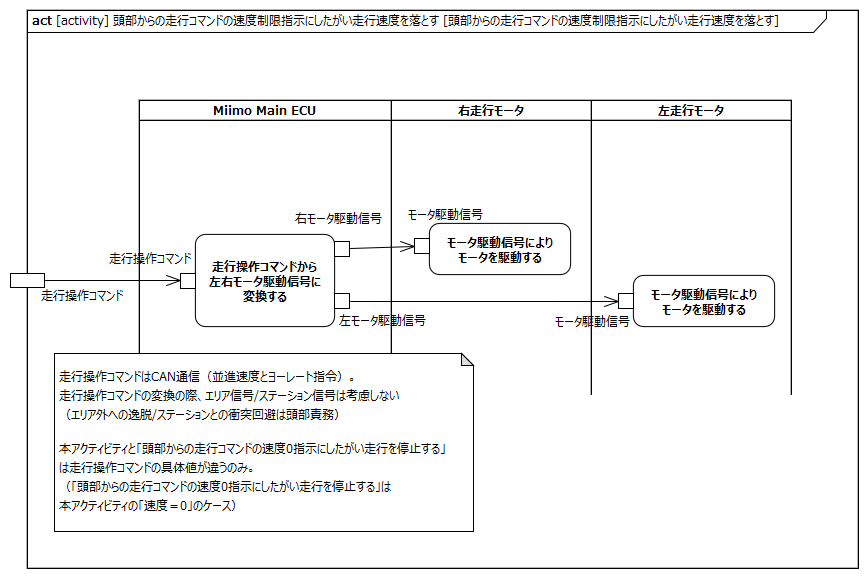 act [activity] 頭部からの走行コマンドの速度制限指示にしたがい走行速度を落とす [頭部からの走行コマンドの速度制限指示にしたがい走行速度を落とす]
Miimo Main ECU
右走行モータ
左走行モータ
右モータ駆動信号
モータ駆動信号
走行操作コマンド
走行操作コマンドから
左右モータ駆動信号に
変換する
モータ駆動信号により
モータを駆動する
走行操作コマンド
左モータ駆動信号
モータ駆動信号
モータ駆動信号により
モータを駆動する
走行操作コマンドはCAN通信（並進速度とヨーレート指令）。
走行操作コマンドの変換の際、エリア信号/ステーション信号は考慮しない
（エリア外への逸脱/ステーションとの衝突回避は頭部責務）
本アクティビティと「頭部からの走行コマンドの速度0指示にしたがい走行を停止する」
は走行操作コマンドの具体値が違うのみ。
（「頭部からの走行コマンドの速度0指示にしたがい走行を停止する」は
本アクティビティの「速度＝0」のケース）